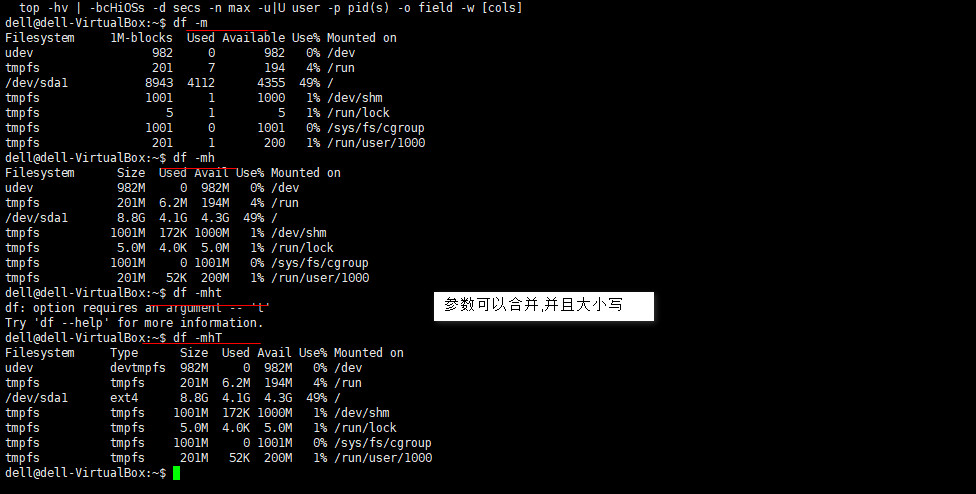 top -hv | -bcHiOSs -d secs -n max -u|U user -p pid(s) -o field -w [cols]
dell@dell-VirtualBox:~$ df -m
Filesystem     1M-blocks  Used Available Use% Mounted on
udev                 982     0       982   0% /dev
tmpfs                201     7       194   4% /run
/dev/sda1           8943  4112      4355  49% /
tmpfs               1001     1      1000   1% /dev/shm
tmpfs                  5     1         5   1% /run/lock
tmpfs               1001     0      1001   0% /sys/fs/cgroup
tmpfs                201     1       200   1% /run/user/1000
dell@dell-VirtualBox:~$ df -mh
Filesystem      Size  Used Avail Use% Mounted on
udev            982M     0  982M   0% /dev
tmpfs           201M  6.2M  194M   4% /run
/dev/sda1       8.8G  4.1G  4.3G  49% /
tmpfs          1001M  172K 1000M   1% /dev/shm
tmpfs           5.0M  4.0K  5.0M   1% /run/lock
tmpfs          1001M     0 1001M   0% /sys/fs/cgroup
tmpfs           201M   52K  200M   1% /run/user/1000
dell@dell-VirtualBox:~$ df -mht
参数可以合并,并且大小写
df: option requires an argument -- 't'
Try 'df --help' for more information.
dell@dell-VirtualBox:~$ df -mhT
Filesystem     Type      Size  Used Avail Use% Mounted on
udev           devtmpfs  982M     0  982M   0% /dev
tmpfs          tmpfs     201M  6.2M  194M   4% /run
/dev/sda1      ext4      8.8G  4.1G  4.3G  49% /
tmpfs          tmpfs    1001M  172K 1000M   1% /dev/shm
tmpfs          tmpfs     5.0M  4.0K  5.0M   1% /run/lock
tmpfs          tmpfs    1001M     0 1001M   0% /sys/fs/cgroup
tmpfs          tmpfs     201M   52K  200M   1% /run/user/1000
dell@dell-VirtualBox:~$